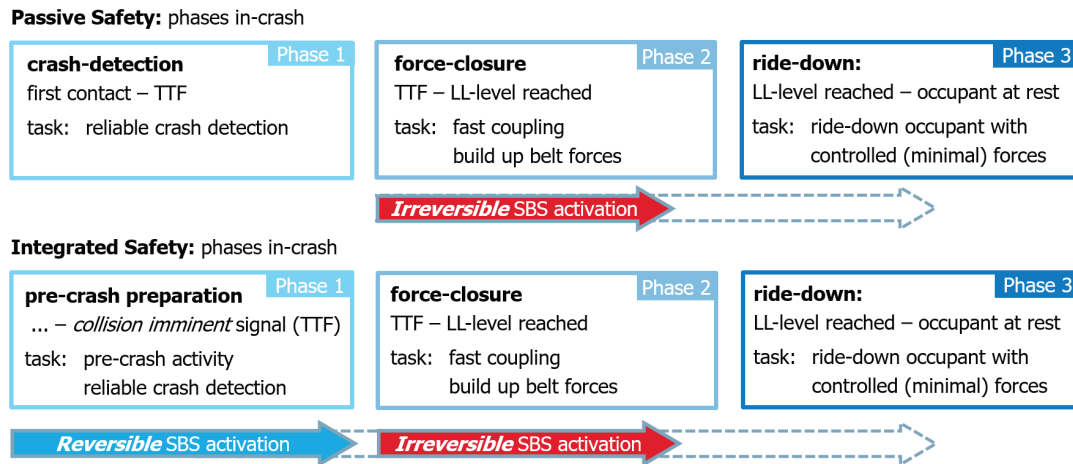 Passive Safety: phases in-crash
Phase 1
crash-detection
first contact – TTF
task: reliable crash detection
Phase 2
force-closure
TTF – LL-level reached
task: fast coupling
build up belt forces
Phase 3
ride-down:
LL-level reached – occupant at rest
task: ride-down occupant with
controlled (minimal) forces
Irreversible SBS activation
Integrated Safety: phases in-crash
Phase 1
pre-crash preparation
... – collision imminent signal (TTF)
task: pre-crash activity
reliable crash detection
Phase 2
force-closure
TTF – LL-level reached
task: fast coupling
build up belt forces
Phase 3
ride-down:
LL-level reached – occupant at rest
task: ride-down occupant with
controlled (minimal) forces
Reversible SBS activation
Irreversible SBS activation